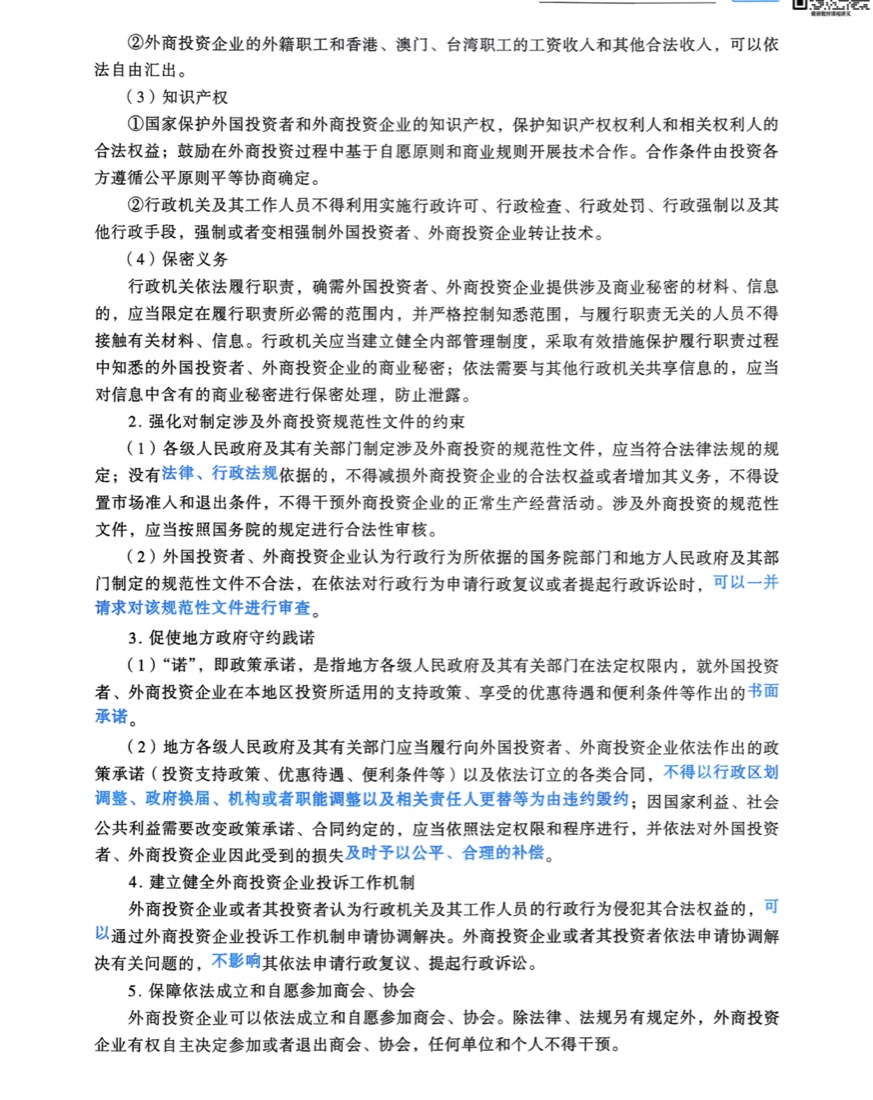 ②外商投资企业的外籍职工和香港、澳门、台湾职工的工资收人和其他合法收人，可以依
法自由汇出。
（3）知识产权
①国家保护外国投资者和外商投资企业的知识产权，保护知识产权权利人和相关权利人的
合法权益；鼓励在外商投资过程中基于自愿原则和商业规则开展技术合作。合作条件由投资各
方遵循公平原则平等协商确定。
②行政机关及其工作人员不得利用实施行政许可、行政检查、行政处罚、行政强制以及其
他行政手段，强制或者变相强制外国投资者、外商投资企业转让技术。
（4）保密义务
行政机关依法履行职责，确需外国投资者、外商投资企业提供涉及商业秘密的材料、信息
的，应当限定在履行职责所必需的范围内，并严格控制知悉范围，与履行职责无关的人员不得
接触有关材料、信息。行政机关应当建立健全内部管理制度，采取有效措施保护履行职责过程
中知悉的外国投资者、外商投资企业的商业秘密；依法需要与其他行政机关共享信息的，应当
对信息中含有的商业秘密进行保密处理，防止泄露。
2. 强化对制定涉及外商投资规范性文件的约束
（1）各级人民政府及其有关部门制定涉及外商投资的规范性文件，应当符合法律法规的规
定；没有法律、行政法规依据的，不得减损外商投资企业的合法权益或者增加其义务，不得设
置市场准人和退出条件，不得干预外商投资企业的正常生产经营活动。涉及外商投资的规范性
文件，应当按照国务院的规定进行合法性审核。
（2）外国投资者、外商投资企业认为行政行为所依据的国务院部门和地方人民政府及其部
门制定的规范性文件不合法，在依法对行政行为申请行政复议或者提起行政诉讼时，可以一并
请求对该规范性文件进行审查。
3. 促使地方政府守约践诺
（1）“诺”，即政策承诺，是指地方各级人民政府及其有关部门在法定权限内，就外国投资
者、外商投资企业在本地区投资所适用的支持政策、享受的优惠待遇和便利条件等作出的书面
承诺。
（2）地方各级人民政府及其有关部门应当履行向外国投资者、外商投资企业依法作出的政
策承诺（投资支持政策、优惠待遇、便利条件等）以及依法订立的各类合同，不得以行政区划
调整、政府换届、机构或者职能调整以及相关责任人更替等为由违约毁约；因国家利益、社会
公共利益需要改变政策承诺、合同约定的，应当依照法定权限和程序进行，并依法对外国投资
者、外商投资企业因此受到的损失及时予以公平、合理的补偿。
4. 建立健全外商投资企业投诉工作机制
外商投资企业或者其投资者认为行政机关及其工作人员的行政行为侵犯其合法权益的，可
以通过外商投资企业投诉工作机制申请协调解决。外商投资企业或者其投资者依法申请协调解
决有关问题的，不影响其依法申请行政复议、提起行政诉讼。
5. 保障依法成立和自愿参加商会、协会
外商投资企业可以依法成立和自愿参加商会、协会。除法律、法规另有规定外，外商投资
企业有权自主决定参加或者退出商会、协会，任何单位和个人不得干预。